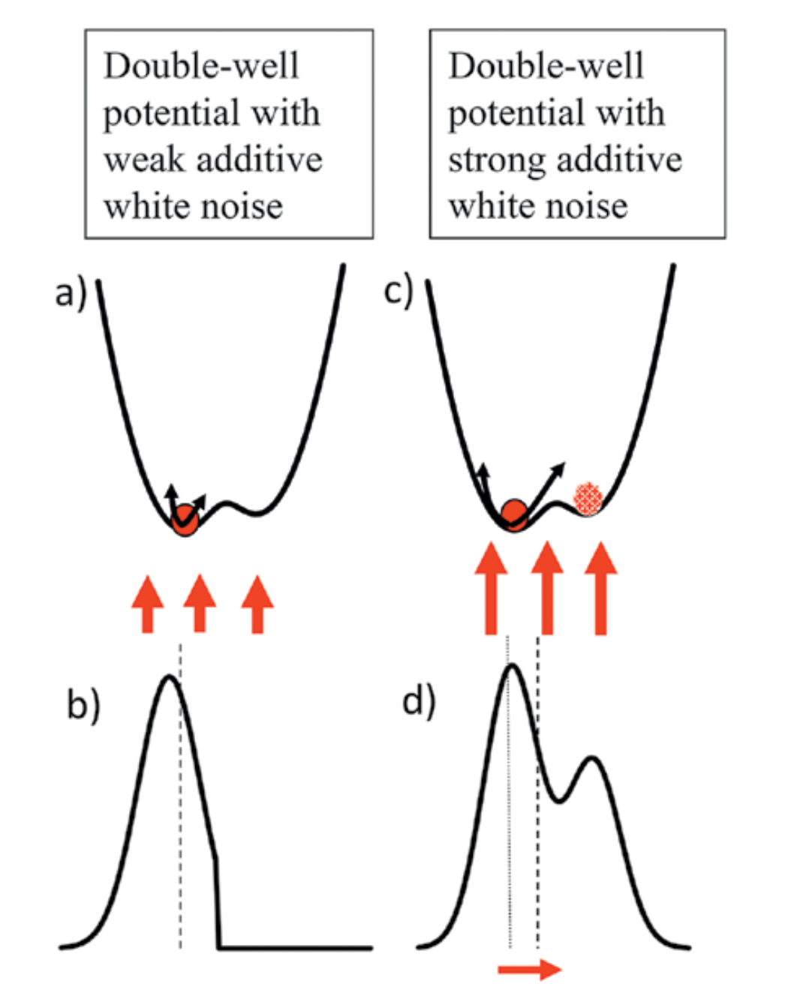 Double-well
potential with
weak additive
white noise
Double-well
potential with
strong additive
white noise
a)
c)
b)
d)